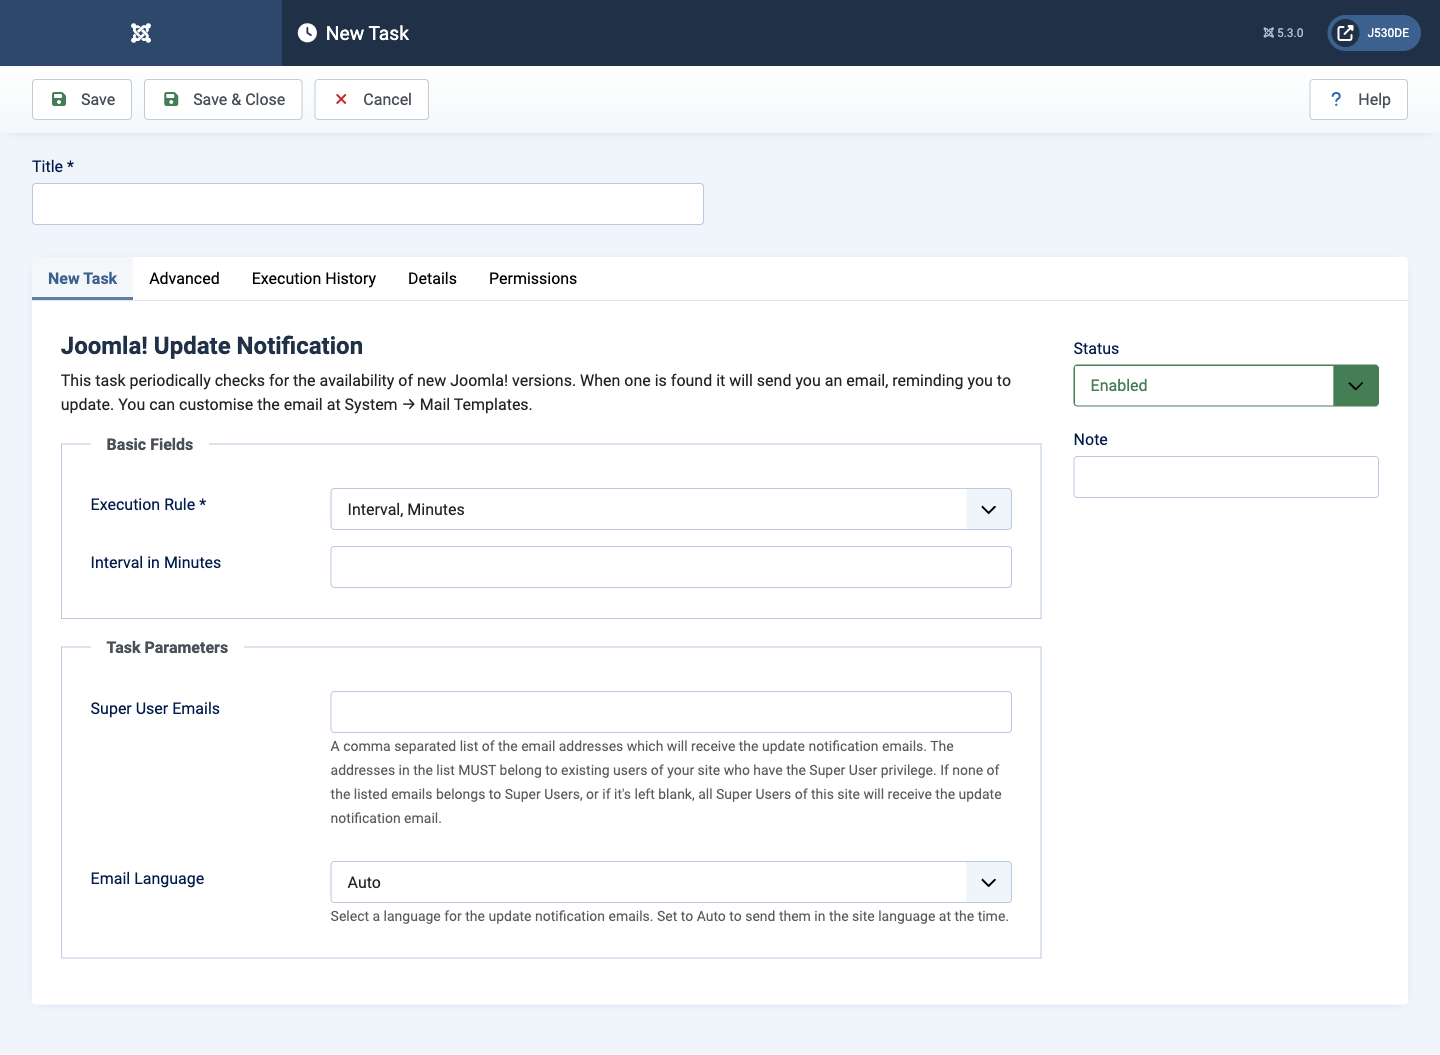 New Task
5.3.0
J530DE
Save
Save & Close
Cancel
? Help
Title *
New Task
Advanced
Execution History
Details
Permissions
Joomla! Update Notification
This task periodically checks for the availability of new Joomla! versions. When one is found it will send you an email, reminding you to
update. You can customise the email at System → Mail Templates.
Status
Enabled
Note
Basic Fields
Execution Rule *
Interval, Minutes
Interval in Minutes
Task Parameters
Super User Emails
A comma separated list of the email addresses which will receive the update notification emails. The
addresses in the list MUST belong to existing users of your site who have the Super User privilege. If none of
the listed emails belongs to Super Users, or if it's left blank, all Super Users of this site will receive the update
notification email.
Email Language
Auto
Select a language for the update notification emails. Set to Auto to send them in the site language at the time.